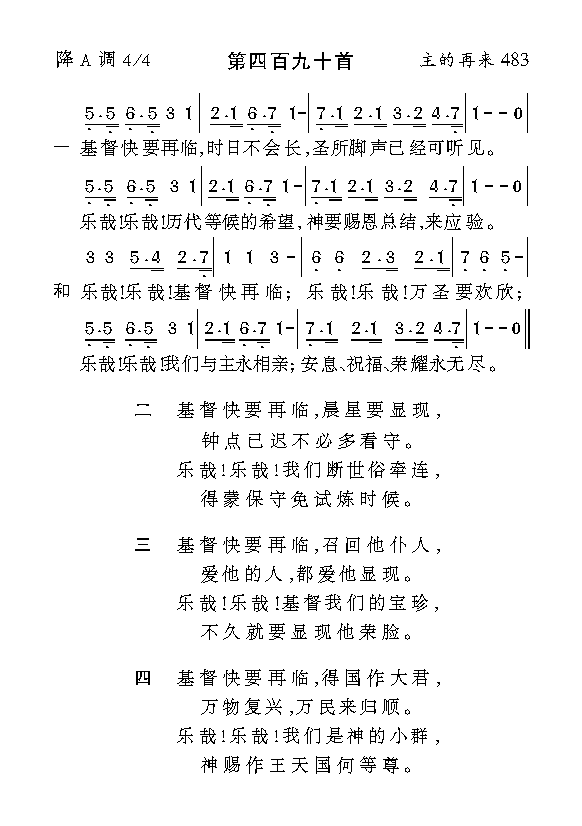 降 A 调 4/4 第四百九十首 主的再来 483
5·5 6·5 3 1 | 2·1 6·7 1- | 7·1 2·1 3·2 4·7 | 1--0 |
一 基督快要再临,时日不会长,圣所脚声已经可听见。
5·5 6·5 3 1 | 2·1 6·7 1- | 7·1 2·1 3·2 4·7 | 1--0 |
乐哉!乐哉!历代等候的希望,神要赐恩总结,来应验。
3 3 5·4 2·7 | 1 1 3- | 6 6 2·3 2·1 | 7 6 5- |
和 乐哉!乐哉!基督快再临; 乐哉!乐哉!万圣要欢欣;
5·5 6·5 3 1 | 2·1 6·7 1- | 7·1 2·1 3·2 4·7 | 1--0 ‖
乐哉!乐哉!我们与主永相亲;安息、祝福、荣耀永无尽。
二 基督快要再临,晨星要显现,
钟点已迟不必多看守。
乐哉!乐哉!我们断世俗牵连,
得蒙保守免试炼时候。
三 基督快要再临,召回他仆人,
爱他的人,都爱他显现。
乐哉!乐哉!基督我们的宝珍,
不久就要显现他荣脸。
四 基督快要再临,得国作大君,
万物复兴,万民来归顺。
乐哉!乐哉!我们是神的小群,
神赐作王天国何等尊。